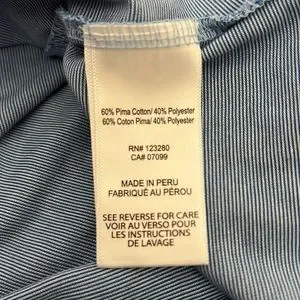 60% Pima Cotton/ 40% Polyester
60% Coton Pima/ 40% Polyester
RN# 123280
CA# 07099
MADE IN PERU
FABRIQUÉ AU PÉROU
SEE REVERSE FOR CARE
VOIR AU VERSO POUR
LES INSTRUCTIONS
DE LAVAGE